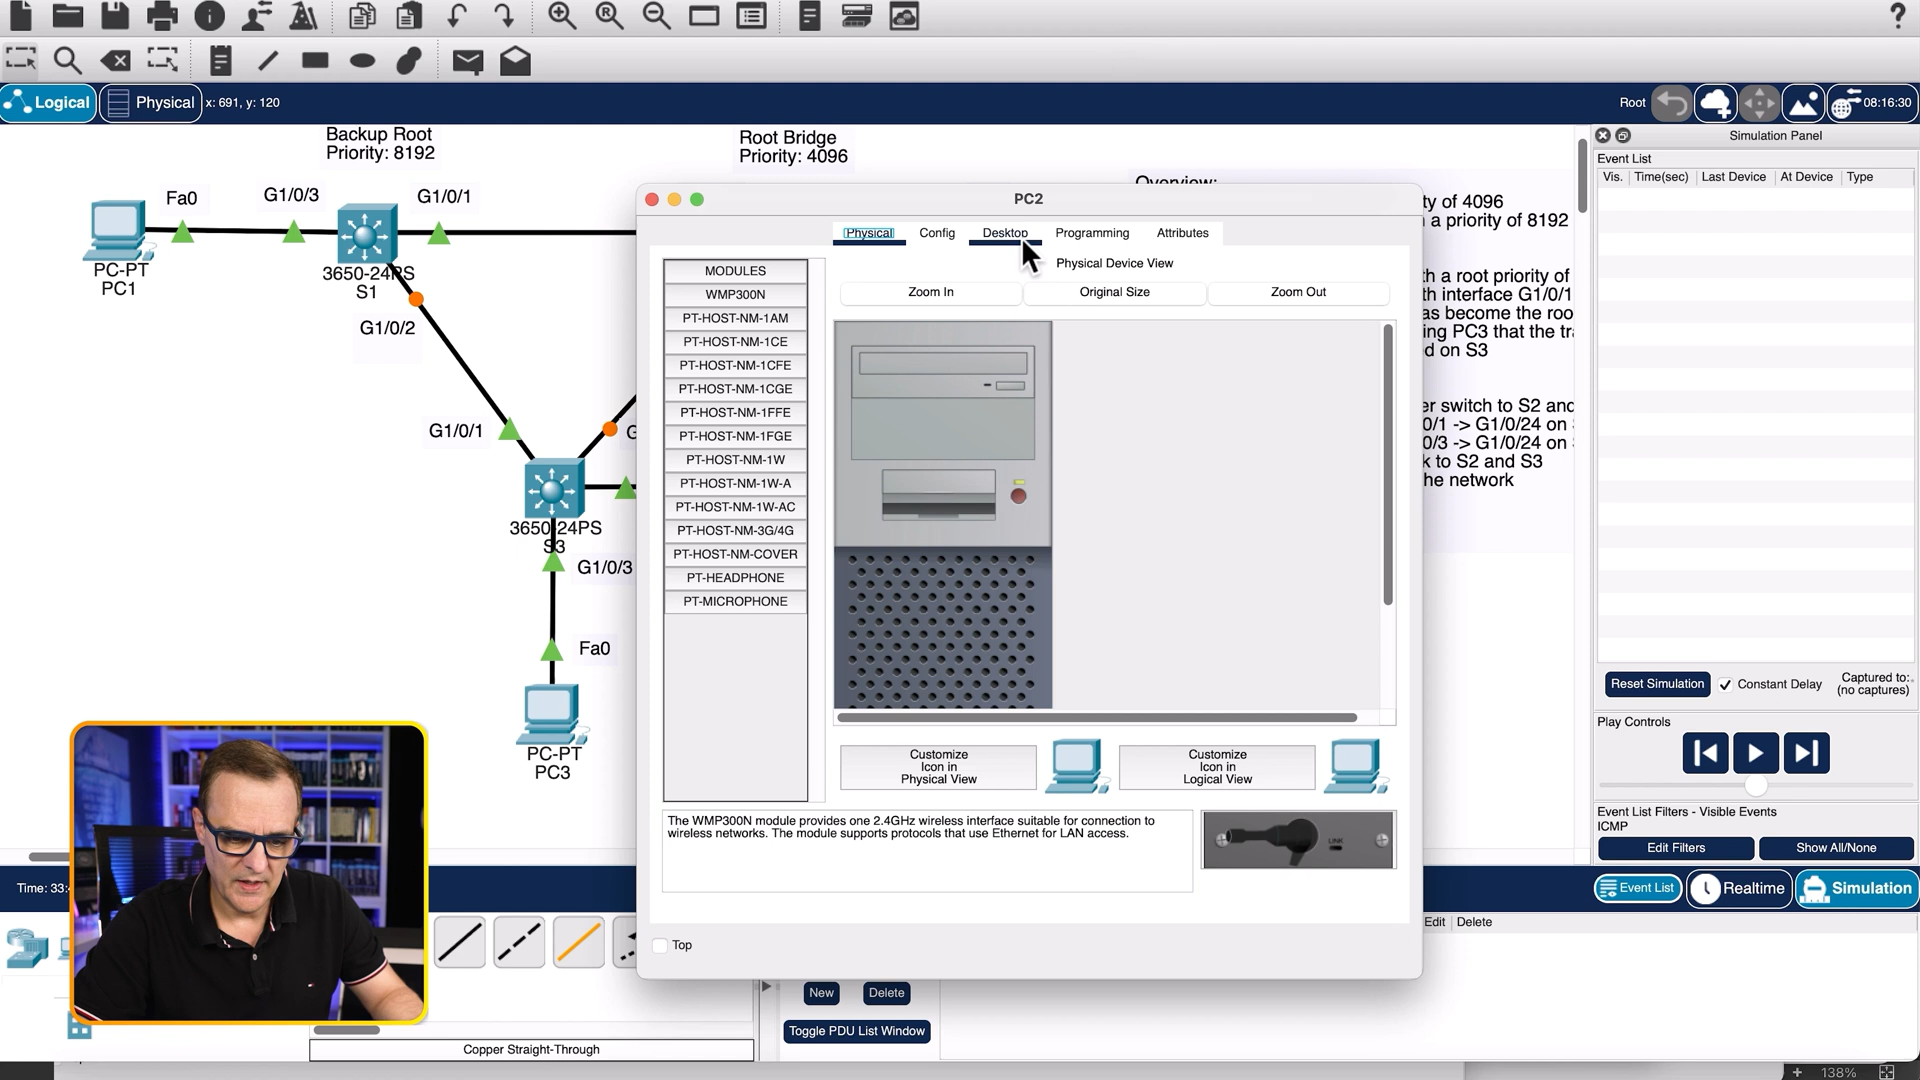 Logical
Physical
x: 691, y: 120
Root
08:16:30
Backup Root
Priority: 8192
Root Bridge
Priority: 4096
Overview:
ty of 4096
a priority of 8192
th a root priority of
th interface G1/0/1
as become the roo
ing PC3 that the tr
d on S3
er switch to S2 and
0/1 -> G1/0/24 on
0/3 -> G1/0/24 on
k to S2 and S3
he network
Fa0
G1/0/3
G1/0/1
PC-PT
PC1
3650-24PS
S1
G1/0/2
G1/0/1
G
3650-24PS
S3
G1/0/3
Fa0
PC-PT
PC3
PC2
Physical
Config
Desktop
Programming
Attributes
Physical Device View
Zoom In
Original Size
Zoom Out
MODULES
WMP300N
PT-HOST-NM-1AM
PT-HOST-NM-1CE
PT-HOST-NM-1CFE
PT-HOST-NM-1CGE
PT-HOST-NM-1FFE
PT-HOST-NM-1FGE
PT-HOST-NM-1W
PT-HOST-NM-1W-A
PT-HOST-NM-1W-AC
PT-HOST-NM-3G/4G
PT-HOST-NM-COVER
PT-HEADPHONE
PT-MICROPHONE
Customize
Icon in
Physical View
Customize
Icon in
Logical View
The WMP300N module provides one 2.4GHz wireless interface suitable for connection to
wireless networks. The module supports protocols that use Ethernet for LAN access.
LINK
Top
Simulation Panel
Event List
Vis. Time(sec) Last Device At Device Type
Reset Simulation
Constant Delay
Captured to:
(no captures)
Play Controls
Event List Filters - Visible Events
ICMP
Edit Filters
Show All/None
Time: 33:
Event List
Realtime
Simulation
Edit
Delete
New
Delete
Toggle PDU List Window
Copper Straight-Through
138%